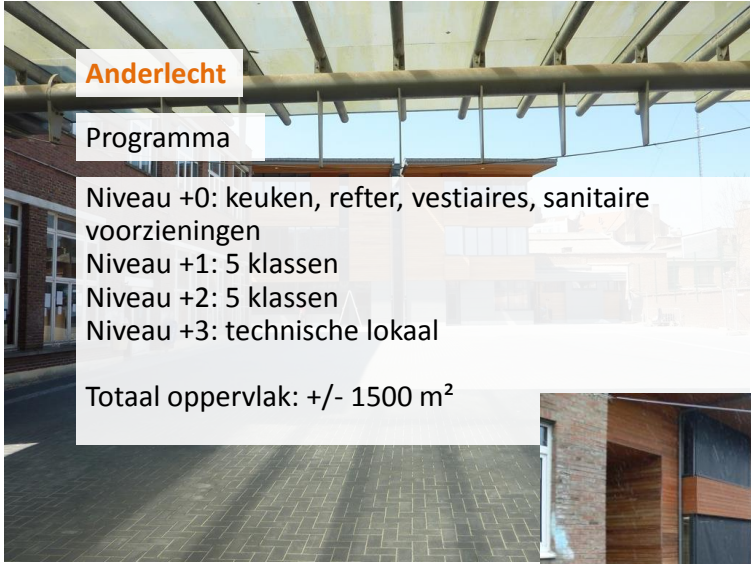 Anderlecht
Programma
Niveau +0: keuken, refter, vestiaires, sanitaire
voorzieningen
Niveau +1: 5 klassen
Niveau +2: 5 klassen
Niveau +3: technische lokaal
Totaal oppervlak: +/- 1500 m²